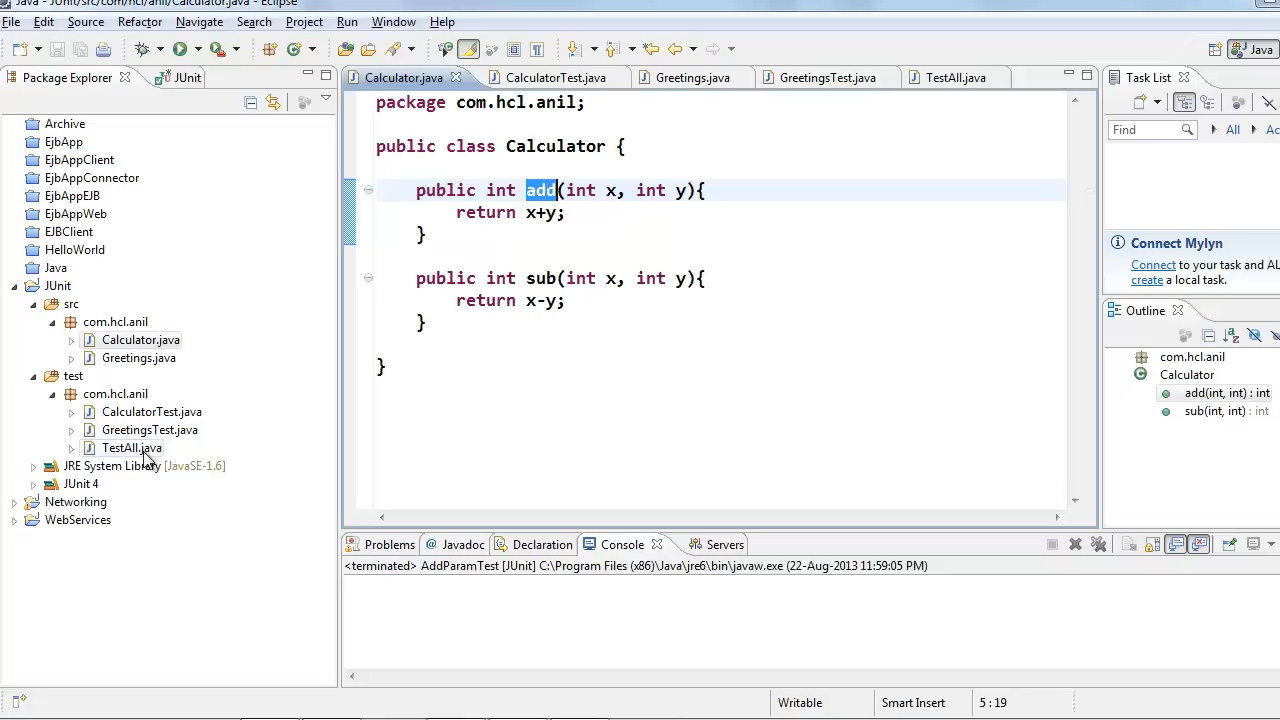 Java - JUnit/src/com/hcl/anil/Calculator.java - Eclipse
File Edit Source Refactor Navigate Search Project Run Window Help
Java
Package Explorer JUnit
Calculator.java CalculatorTest.java Greetings.java GreetingsTest.java TestAll.java
Task List
Find All Ac
Archive
EjbApp
EjbAppClient
EjbAppConnector
EjbAppEJB
EjbAppWeb
EJBClient
HelloWorld
Java
JUnit
src
com.hcl.anil
Calculator.java
Greetings.java
test
com.hcl.anil
CalculatorTest.java
GreetingsTest.java
TestAll.java
JRE System Library [JavaSE-1.6]
JUnit 4
Networking
WebServices
package com.hcl.anil;
public class Calculator {
public int add(int x, int y){
return x+y;
}
public int sub(int x, int y){
return x-y;
}
}
Connect Mylyn
Connect to your task and AL
create a local task.
Outline
com.hcl.anil
Calculator
add(int, int) : int
sub(int, int) : int
Problems Javadoc Declaration Console Servers
<terminated> AddParamTest [JUnit] C:\Program Files (x86)\Java\jre6\bin\javaw.exe (22-Aug-2013 11:59:05 PM)
Writable Smart Insert 5 : 19